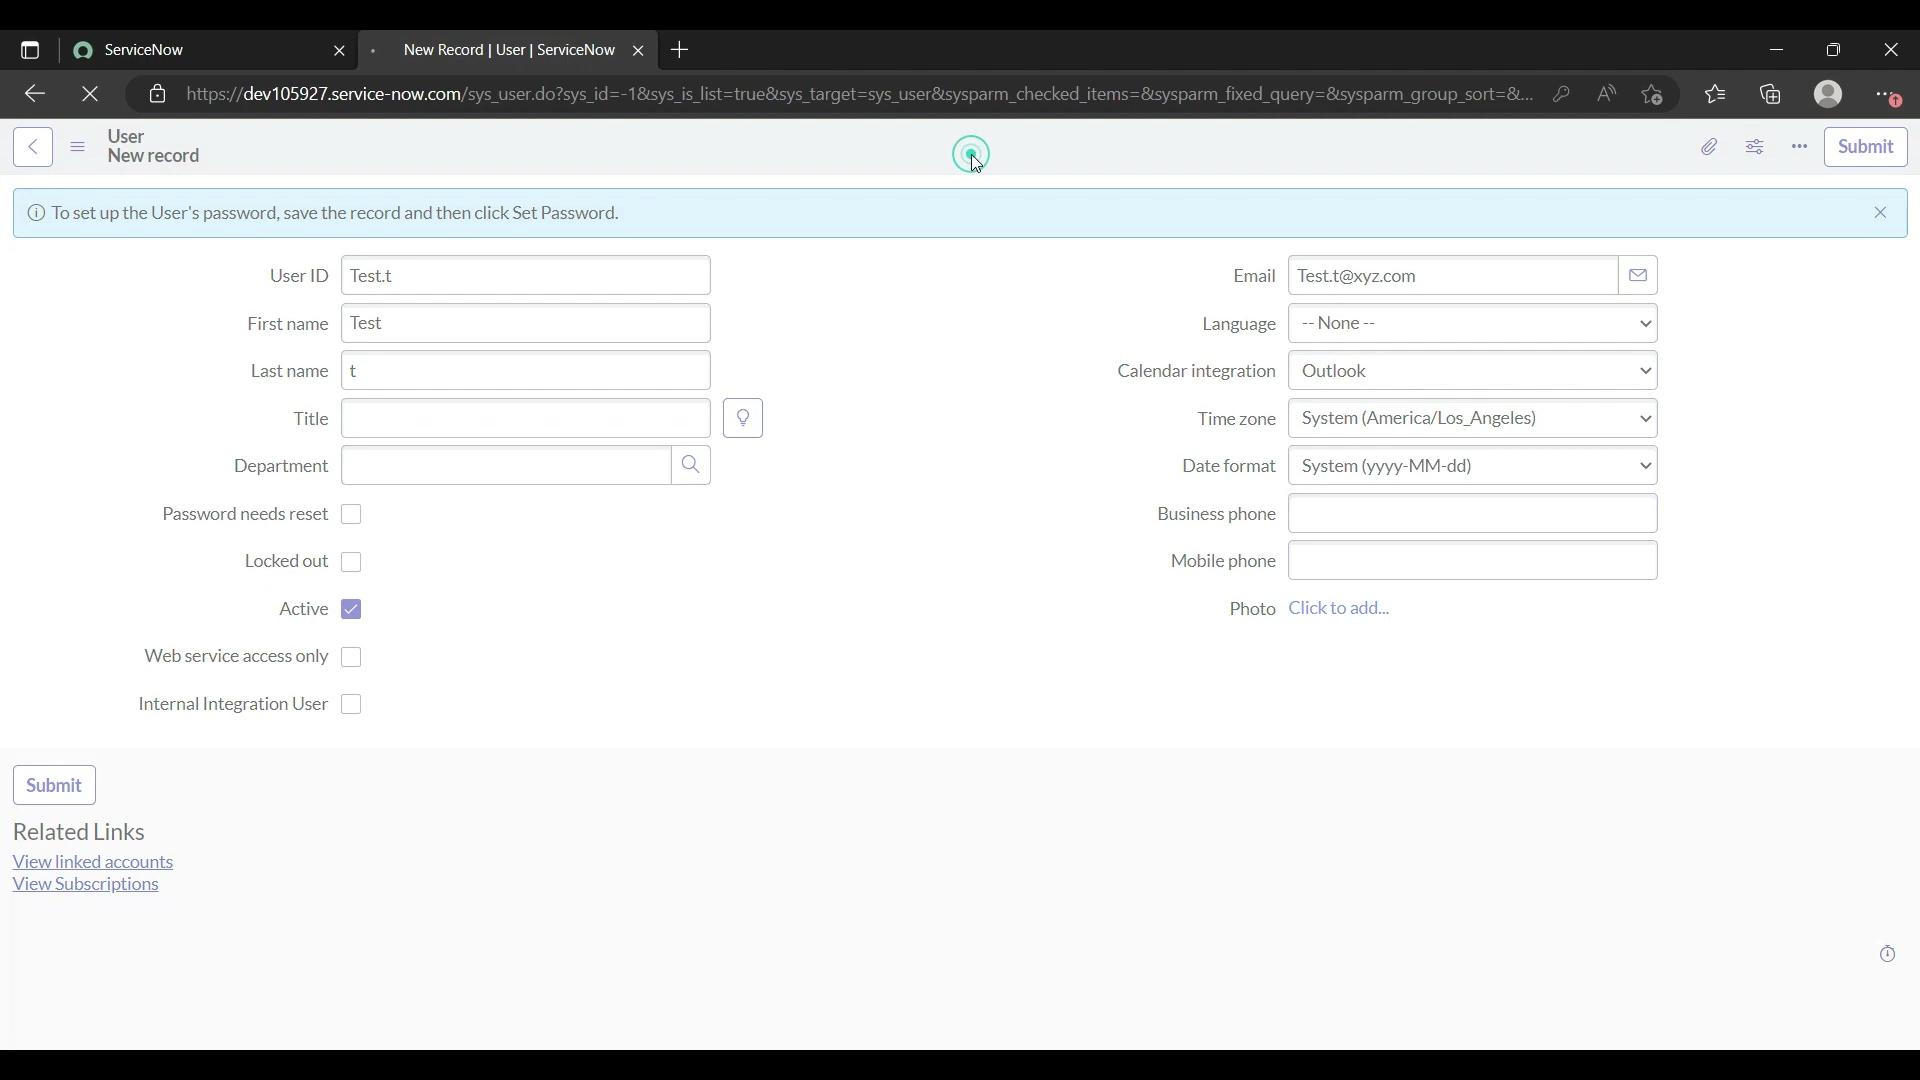 ServiceNow
New Record | User | ServiceNow
https://dev105927.service-now.com/sys_user.do?sys_id=-1&sys_is_list=true&sys_target=sys_user&sysparm_checked_items=&sysparm_fixed_query=&sysparm_group_sort=&...
User
New record
Submit
To set up the User's password, save the record and then click Set Password.
User ID Test.t
First name Test
Last name t
Title
Department
Password needs reset
Locked out
Active
Web service access only
Internal Integration User
Email Test.t@xyz.com
Language -- None --
Calendar integration Outlook
Time zone System (America/Los_Angeles)
Date format System (yyyy-MM-dd)
Business phone
Mobile phone
Photo Click to add...
Submit
Related Links
View linked accounts
View Subscriptions